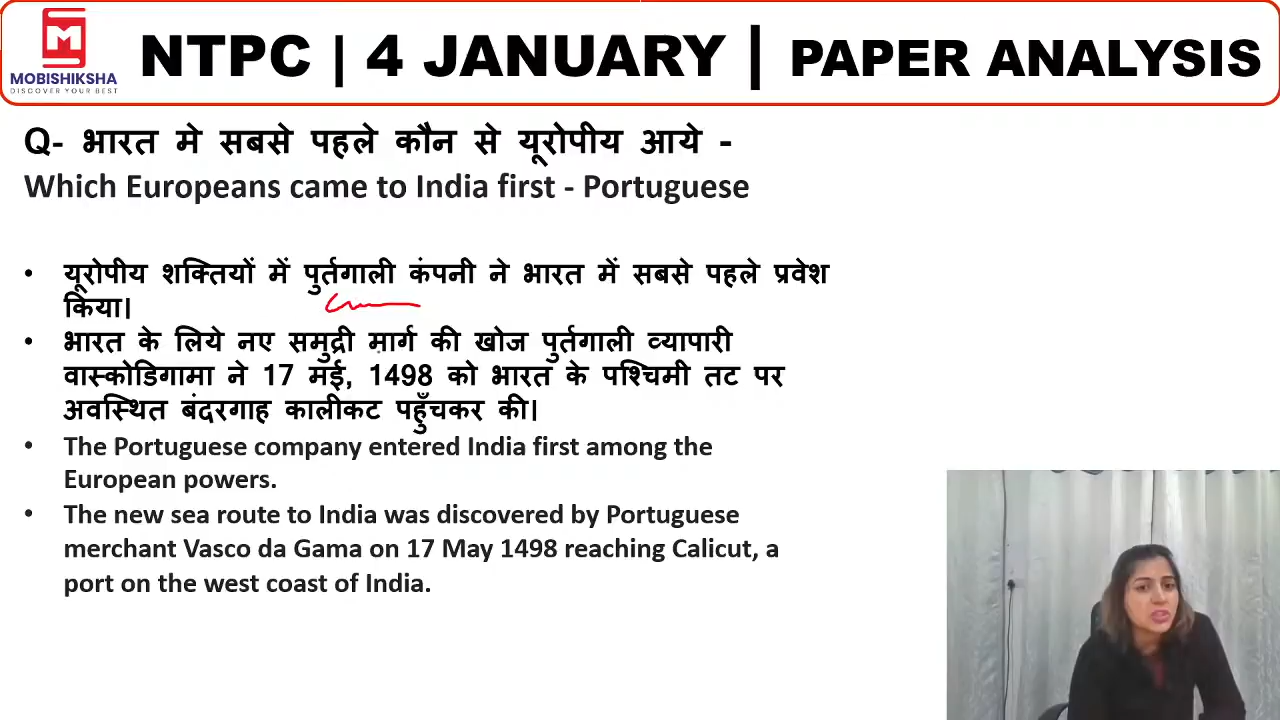 MOBISHIKSHA
DISCOVER YOUR BEST
NTPC | 4 JANUARY | PAPER ANALYSIS
Q- भारत मे सबसे पहले कौन से यूरोपीय आये -
Which Europeans came to India first - Portuguese
• यूरोपीय शक्तियों में पुर्तगाली कंपनी ने भारत में सबसे पहले प्रवेश
किया।
• भारत के लिये नए समुद्री मार्ग की खोज पुर्तगाली व्यापारी
वास्कोडिगामा ने 17 मई, 1498 को भारत के पश्चिमी तट पर
अवस्थित बंदरगाह कालीकट पहुँचकर की।
• The Portuguese company entered India first among the
European powers.
• The new sea route to India was discovered by Portuguese
merchant Vasco da Gama on 17 May 1498 reaching Calicut, a
port on the west coast of India.